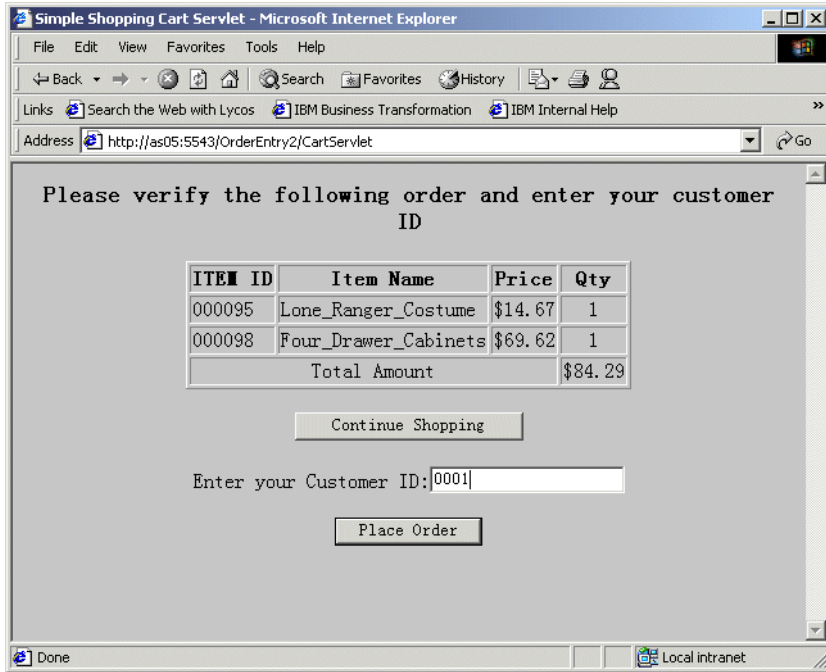 Simple Shopping Cart Servlet - Microsoft Internet Explorer
File Edit View Favorites Tools Help
Back Search Favorites History
Links Search the Web with Lycos IBM Business Transformation IBM Internal Help »
Address http://as05:5543/OrderEntry2/CartServlet Go
Please verify the following order and enter your customer
ID
ITEM ID Item Name Price Qty
000095 Lone_Ranger_Costume $14.67 1
000098 Four_Drawer_Cabinets $69.62 1
Total Amount $84.29
Continue Shopping
Enter your Customer ID: 0001
Place Order
Done Local intranet